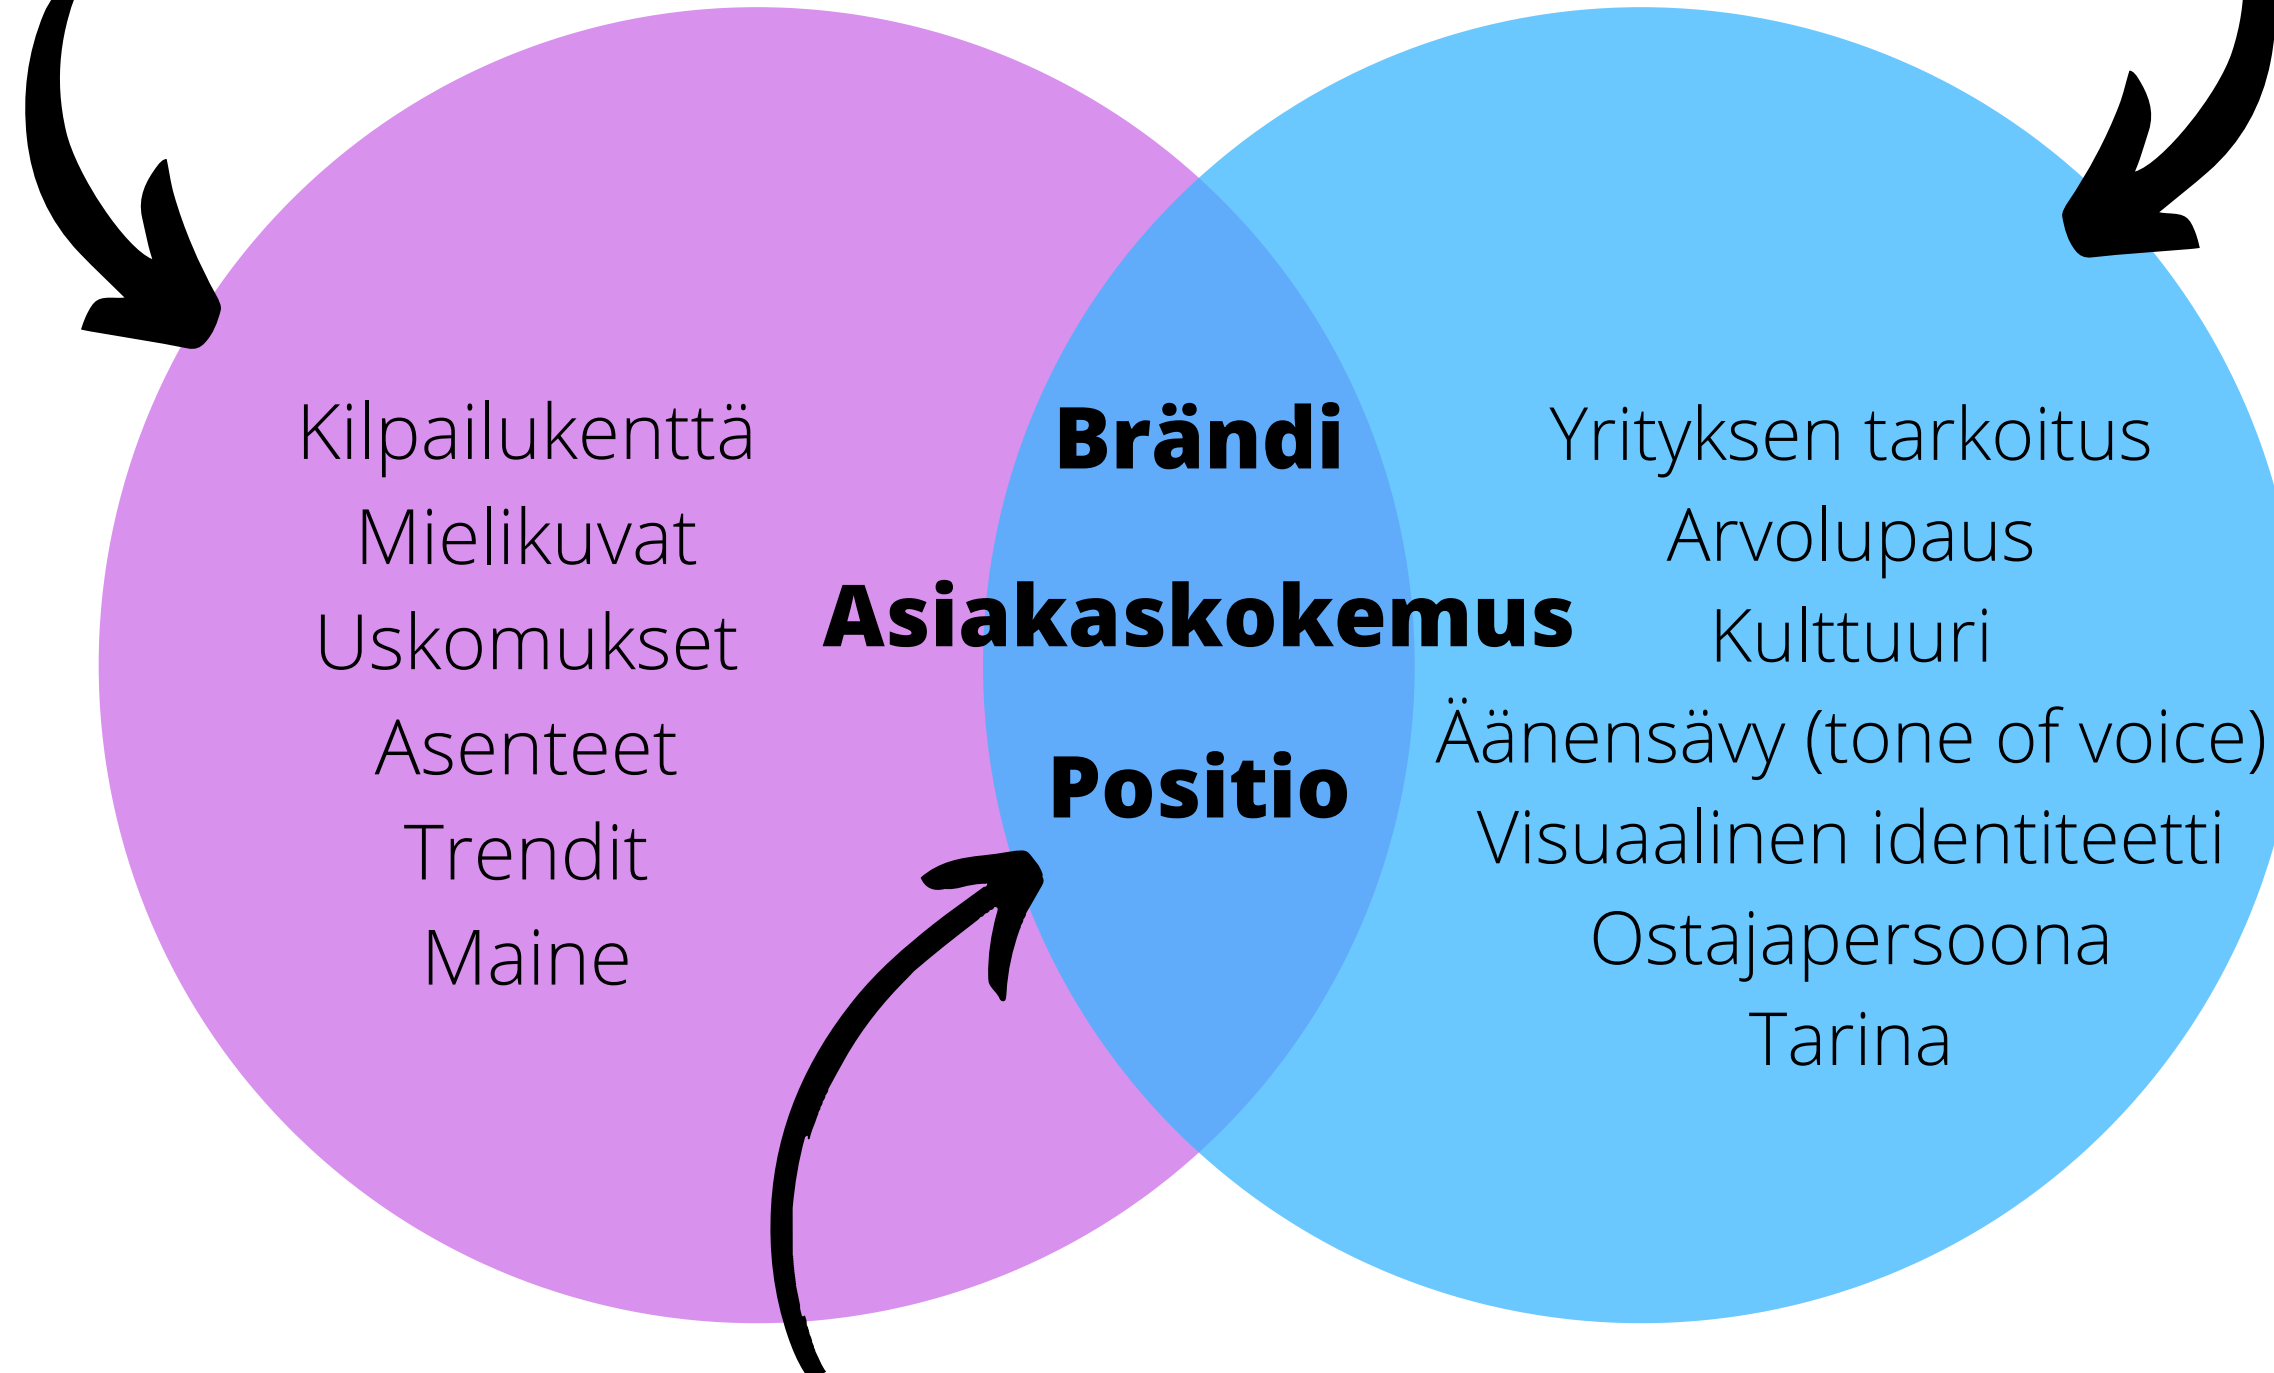 Kilpailukenttä
Mielikuvat
Uskomukset
Asenteet
Trendit
Maine
Brändi
Asiakaskokemus
Positio
Yrityksen tarkoitus
Arvolupaus
Kulttuuri
Äänensävy (tone of voice)
Visuaalinen identiteetti
Ostajapersoona
Tarina